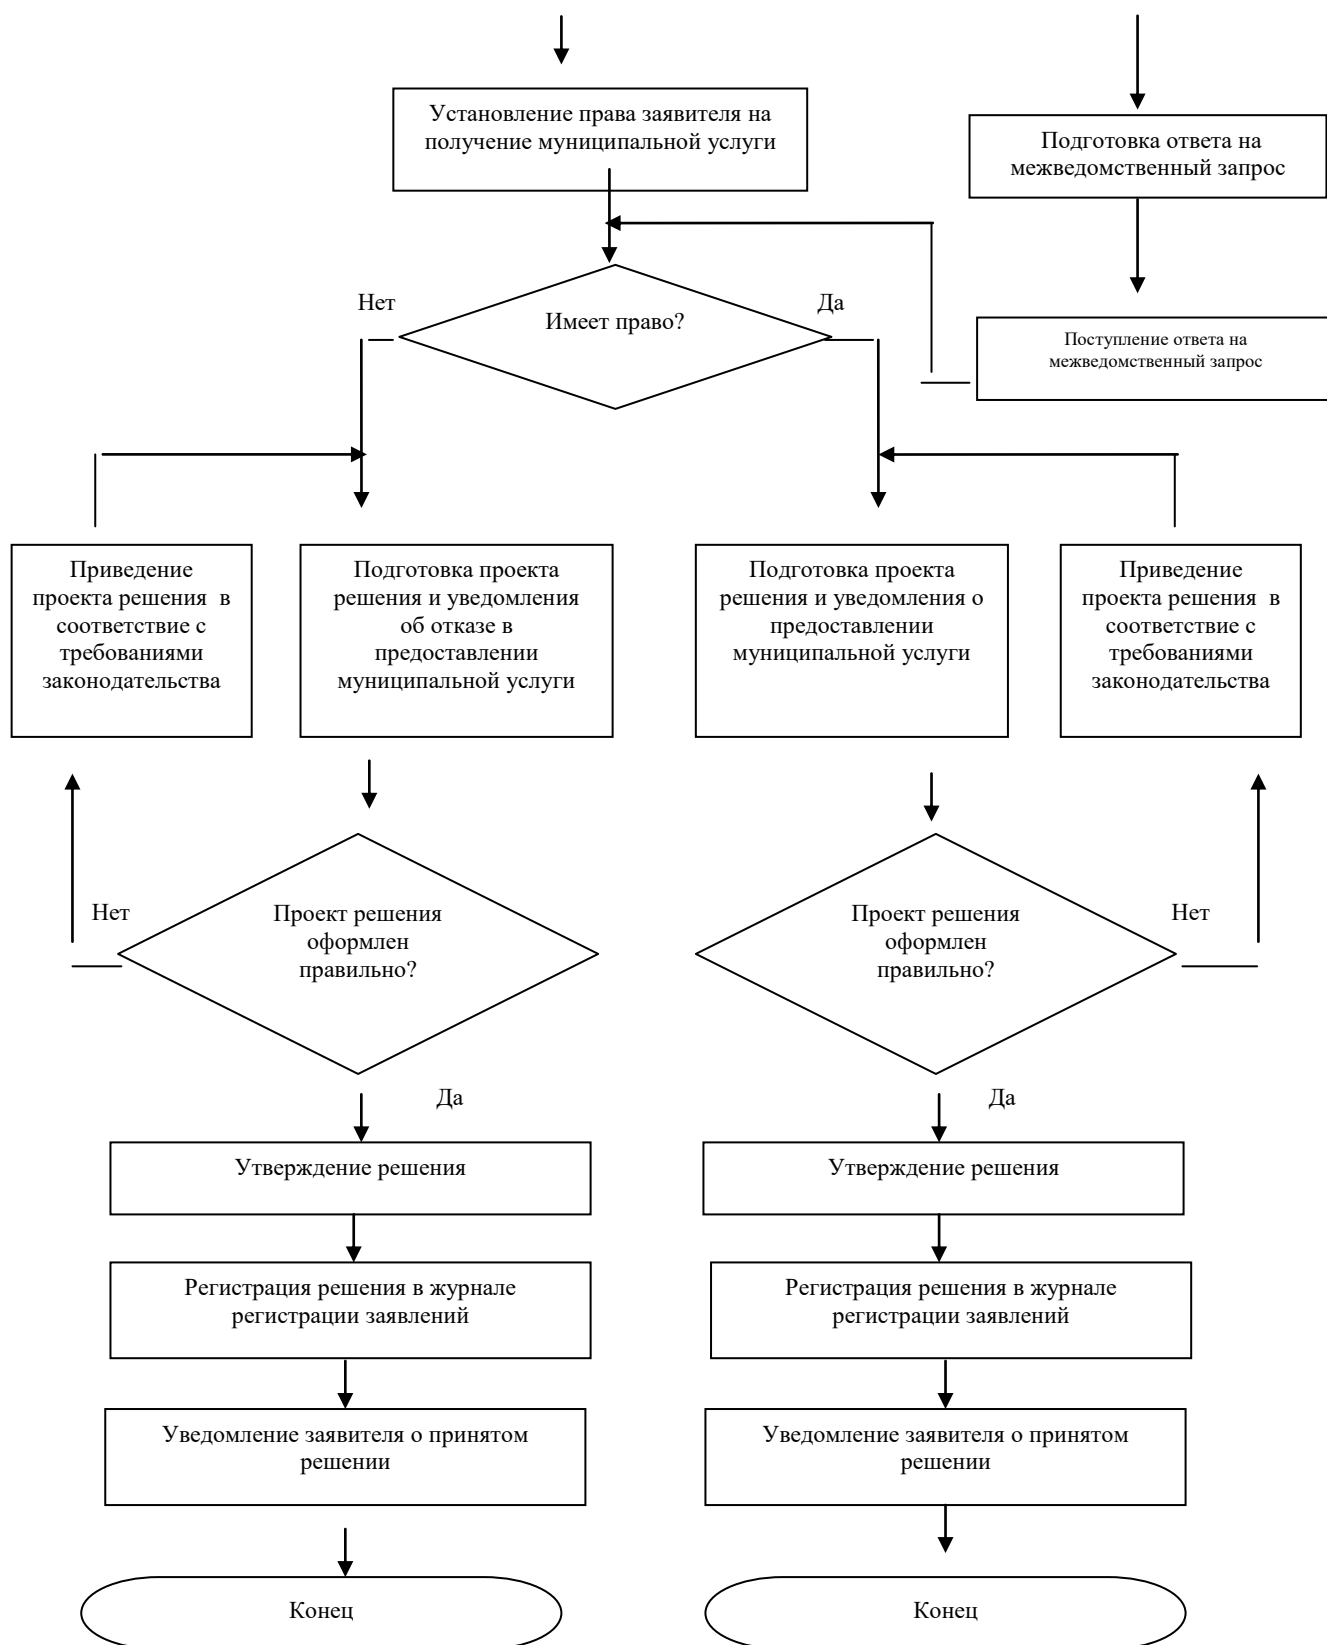 Установление права заявителя на
получение муниципальной услуги
Подготовка ответа на
межведомственный запрос
Нет
Да
Имеет право?
Поступление ответа на
межведомственный запрос
Приведение
проекта решения в
соответствие с
требованиями
законодательства
Подготовка проекта
решения и уведомления
об отказе в
предоставлении
муниципальной услуги
Подготовка проекта
решения и уведомления о
предоставлении
муниципальной услуги
Приведение
проекта решения в
соответствие с
требованиями
законодательства
Нет
Проект решения
оформлен
правильно?
Проект решения
оформлен
правильно?
Нет
Да
Да
Утверждение решения
Утверждение решения
Регистрация решения в журнале
регистрации заявлений
Регистрация решения в журнале
регистрации заявлений
Уведомление заявителя о принятом
решении
Уведомление заявителя о принятом
решении
Конец
Конец